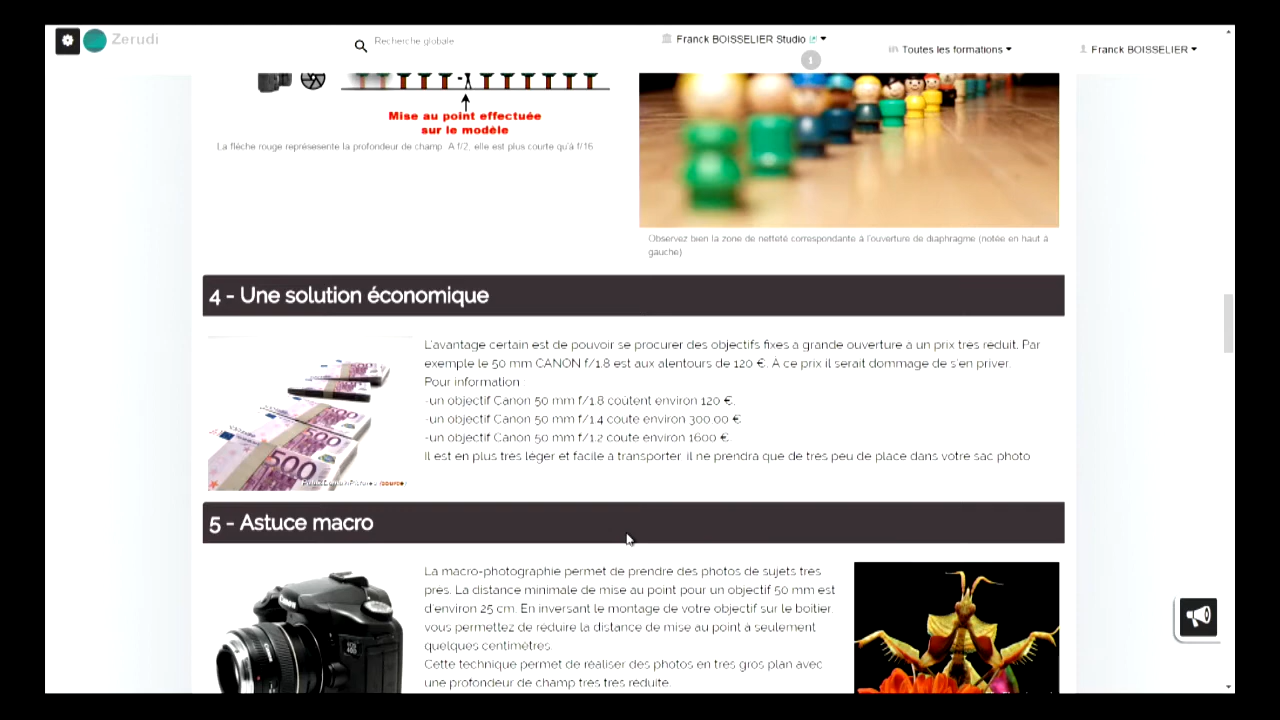 Zerudi
Recherche globale
Franck BOISSELIER Studio
1
Toutes les formations
Franck BOISSELIER
Mise au point effectuée
sur le modèle
La flèche rouge représesente la profondeur de champ. A f/2, elle est plus courte qu'à f/16
Observez bien la zone de netteté correspondante à l'ouverture de diaphragme (notée en haut à
gauche)
4 - Une solution économique
L'avantage certain est de pouvoir se procurer des objectifs fixes a grande ouverture a un prix tres reduit. Par
exemple le 50 mm CANON f/1.8 est aux alentours de 120 €. À ce prix il serait dommage de s'en priver.
Pour information
-un objectif Canon 50 mm f/1.8 coûtent environ 120 €,
-un objectif Canon 50 mm f/1.4 coute environ 300.00 €
-un objectif Canon 50 mm f/1.2 coute environ 1600 €.
Il est en plus tres léger et facile a transporter, il ne prendra que de tres peu de place dans votre sac photo
500
500
500
5 - Astuce macro
La macro-photographie permet de prendre des photos de sujets tres
pres. La distance minimale de mise au point pour un objectif 50 mm est
d'environ 25 cm. En inversant le montage de votre objectif sur le boitier,
vous permettez de réduire la distance de mise au point à seulement
quelques centimètres.
Cette technique permet de réaliser des photos en tres gros plan avec
une profondeur de champ tres tres réduite.
Canon